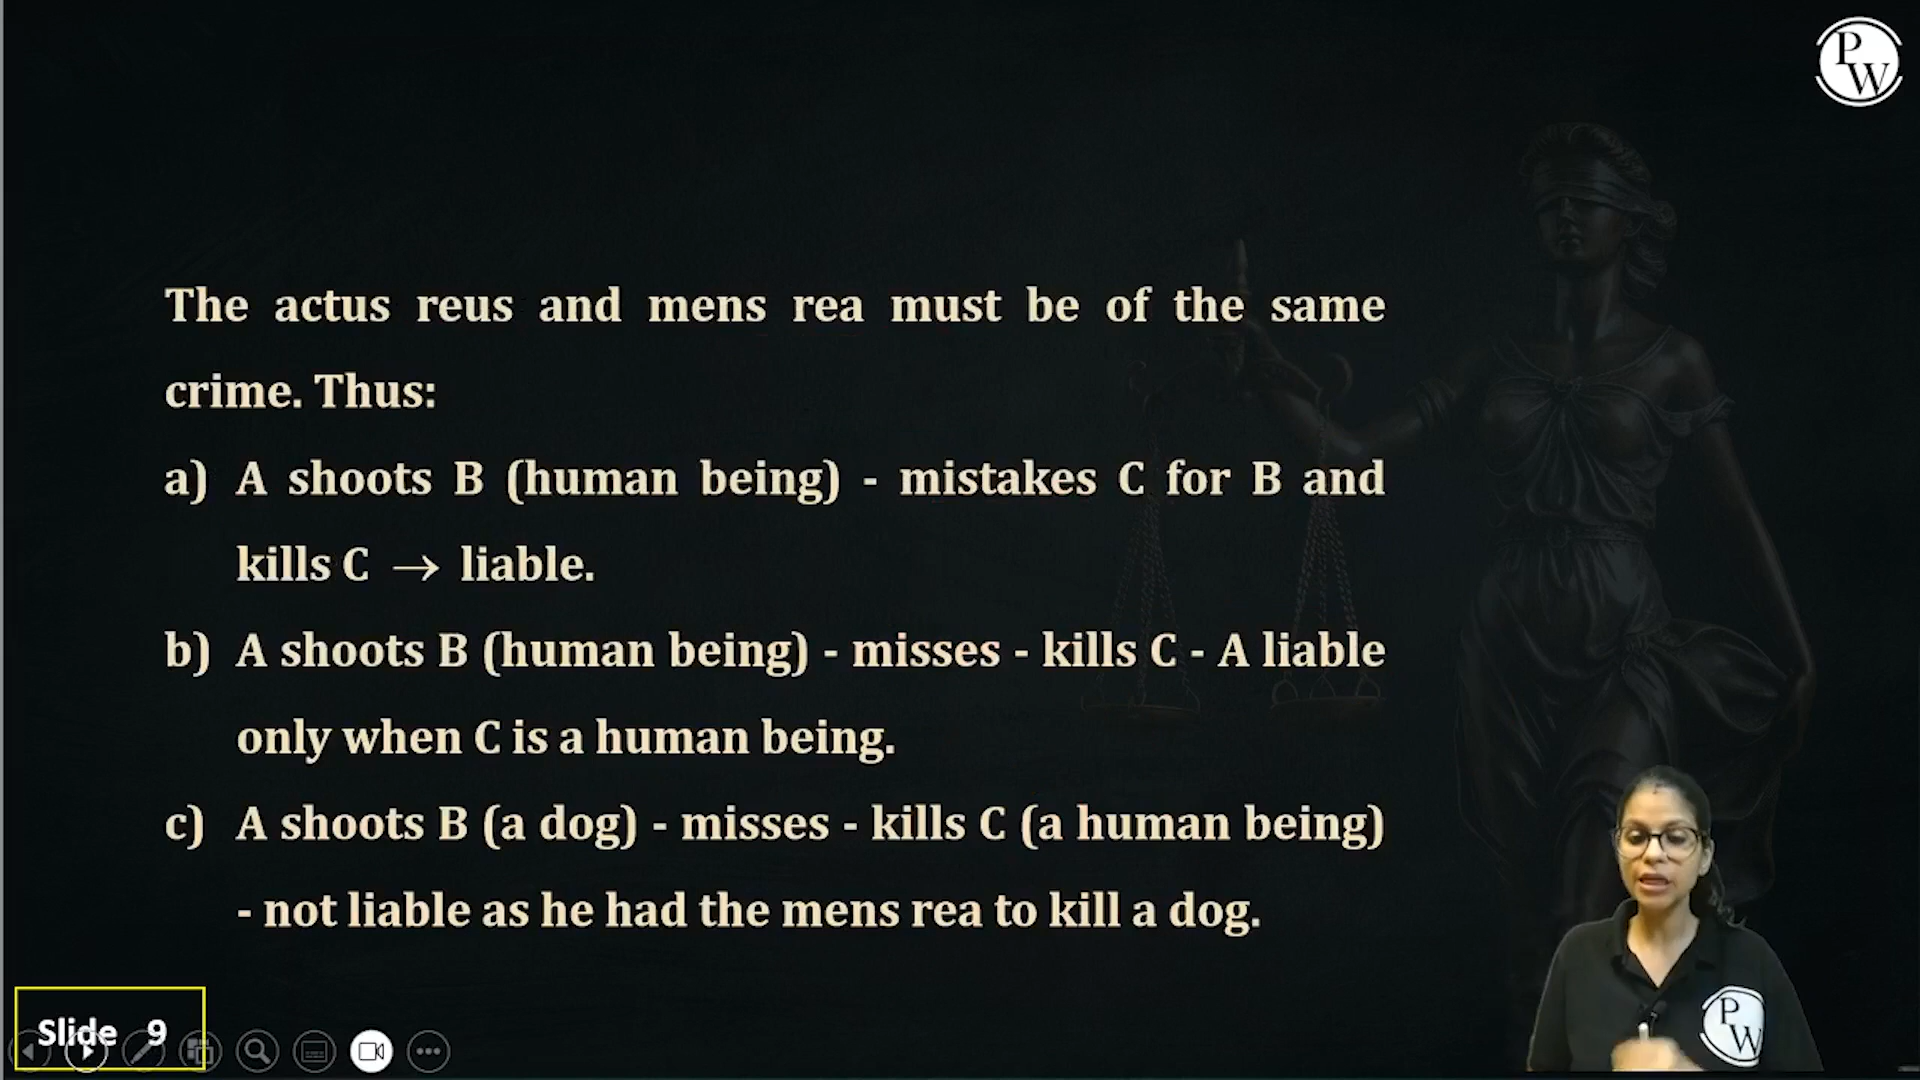 PW
The actus reus and mens rea must be of the same
crime. Thus:
a) A shoots B (human being) - mistakes C for B and
kills C → liable.
b) A shoots B (human being) - misses - kills C - A liable
only when C is a human being.
c) A shoots B (a dog) - misses - kills C (a human being)
- not liable as he had the mens rea to kill a dog.
PW
Slide 9